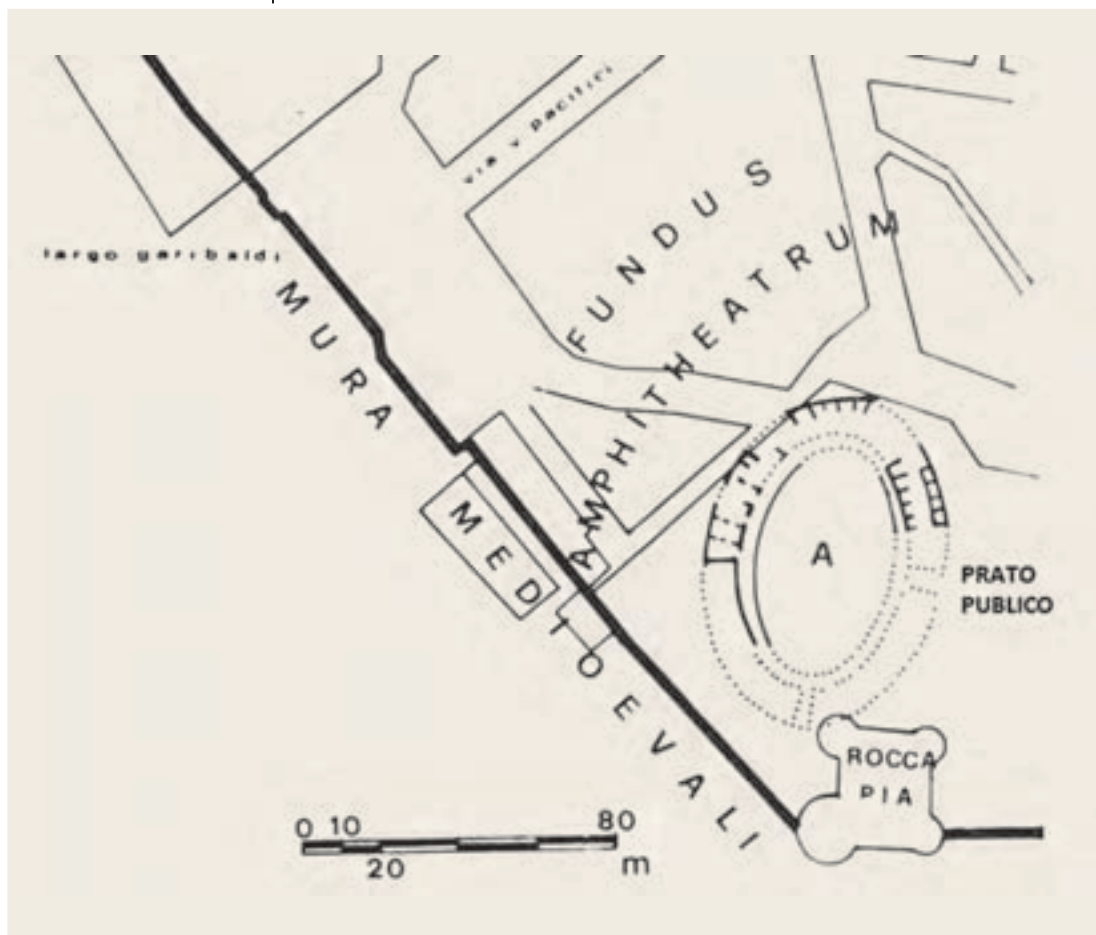 via v pacifici
FUNDUS
AMPHITHEATRUM
largo garibaldi
MURA
MEDIOEVALI
A
PRATO
PUBLICO
ROCCA
PIA
0 10 80
20 m